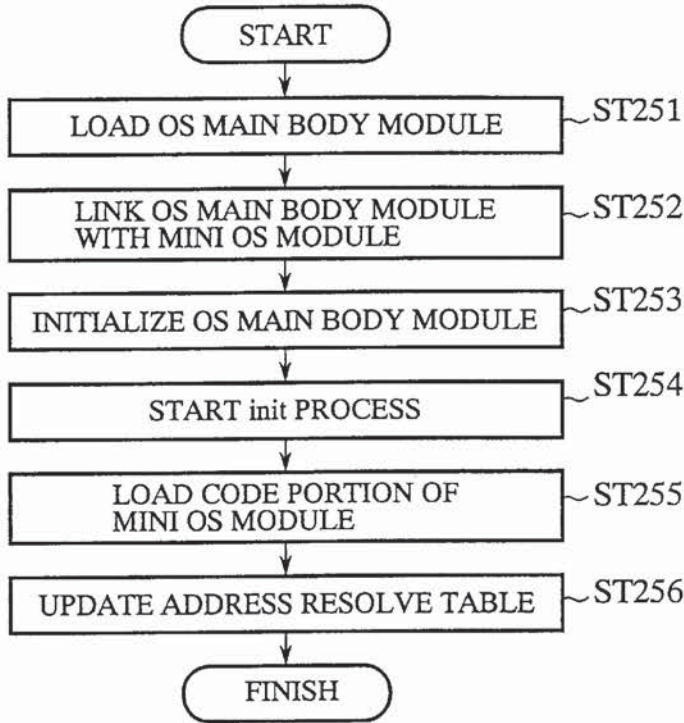 START
LOAD OS MAIN BODY MODULE
ST251
LINK OS MAIN BODY MODULE
WITH MINI OS MODULE
ST252
INITIALIZE OS MAIN BODY MODULE
ST253
START init PROCESS
ST254
LOAD CODE PORTION OF
MINI OS MODULE
ST255
UPDATE ADDRESS RESOLVE TABLE
ST256
FINISH